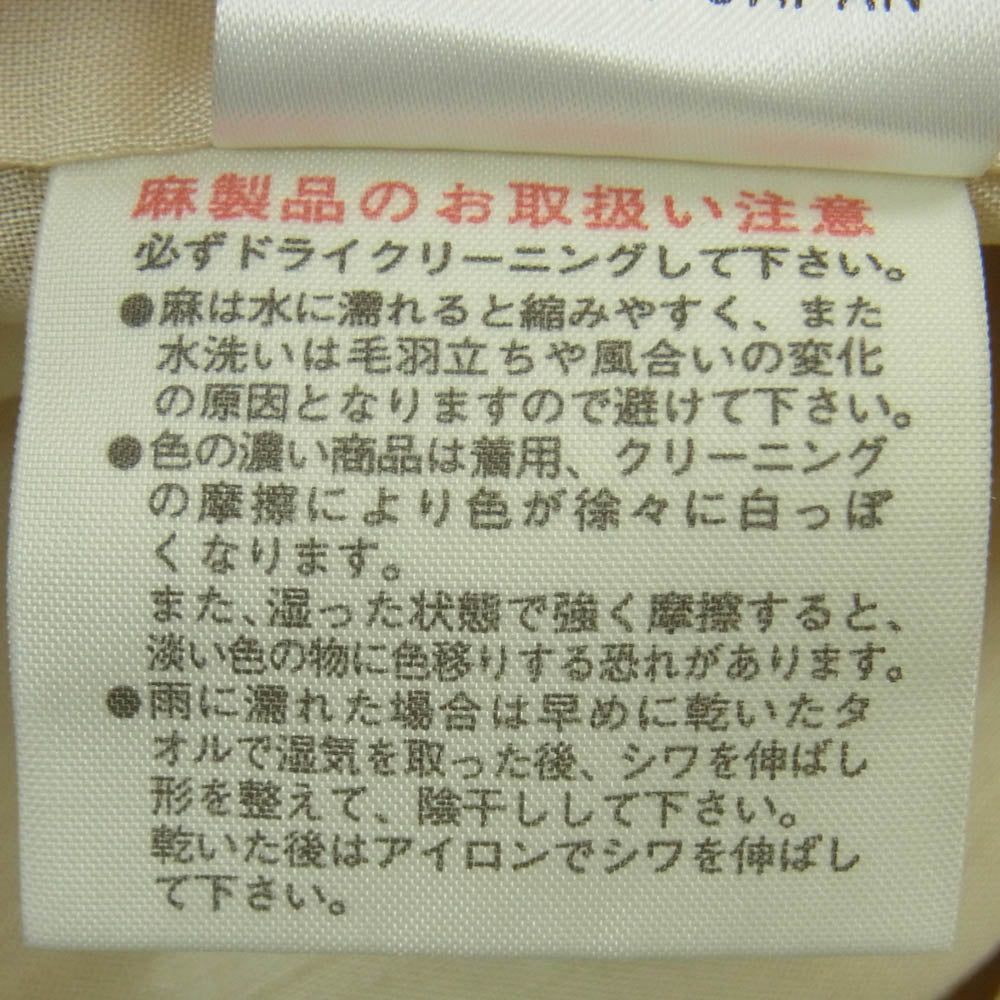 JAPAN
麻製品のお取扱い注意
必ずドライクリーニングして下さい。
●麻は水に濡れると縮みやすく、また
水洗いは毛羽立ちや風合いの変化
の原因となりますので避けて下さい。
●色の濃い商品は着用、クリーニング
の摩擦により色が徐々に白っぽ
くなります。
また、湿った状態で強く摩擦すると、
淡い色の物に色移りする恐れがあります。
●雨に濡れた場合は早めに乾いたタ
オルで湿気を取った後、シワを伸ばし
形を整えて、陰干しして下さい。
乾いた後はアイロンでシワを伸ばし
て下さい。